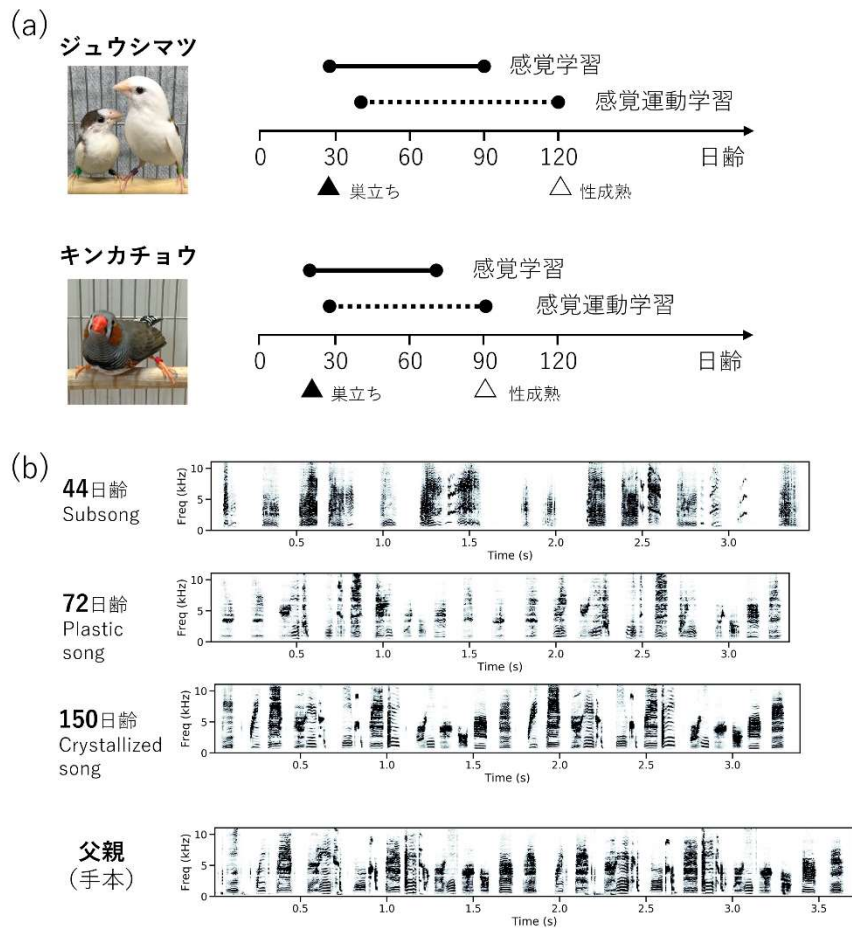 (a)
ジュウシマツ
感覚学習
感覚運動学習
0 30 60 90 120 日齢
巣立ち 性成熟
キンカチョウ
感覚学習
感覚運動学習
0 30 60 90 120 日齢
巣立ち 性成熟
(b)
44日齢
Subsong
Freq (kHz)
10
5
0
0.5 1.0 1.5 2.0 2.5 3.0
Time (s)
72日齢
Plastic
song
Freq (kHz)
10
5
0
0.5 1.0 1.5 2.0 2.5 3.0
Time (s)
150日齢
Crystallized
song
Freq (kHz)
10
5
0
0.5 1.0 1.5 2.0 2.5 3.0
Time (s)
父親
（手本）
Freq (kHz)
10
5
0
0.5 1.0 1.5 2.0 2.5 3.0 3.5
Time (s)